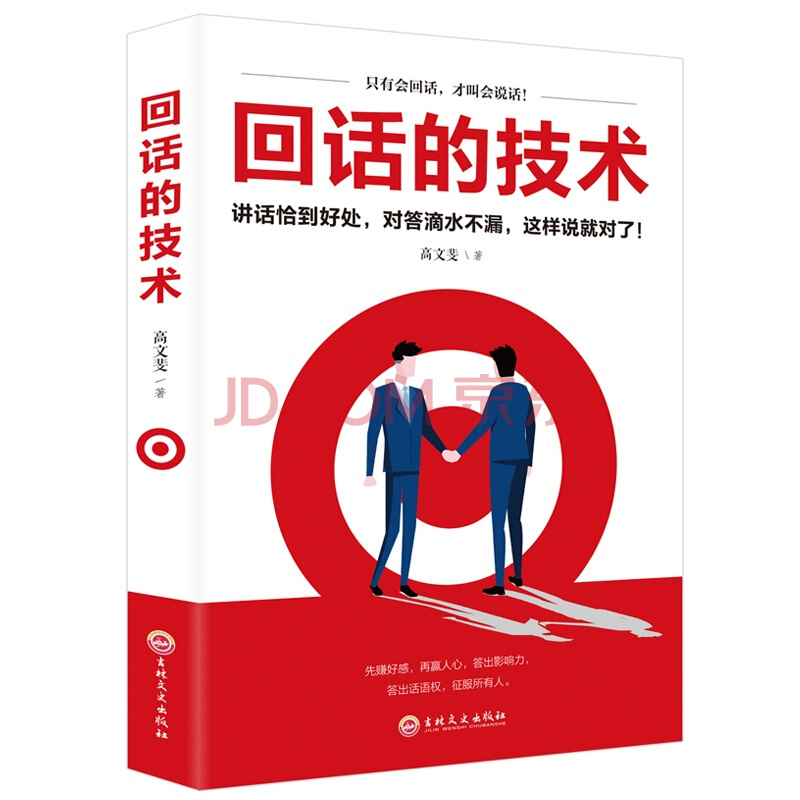 只有会回话，才叫会说话！
回话的技术
讲话恰到好处，对答滴水不漏，这样说就对了！
高文斐 \ 著
JD.COM 京东
先赚好感，再赢人心，答出影响力，
答出话语权，征服所有人。
吉林文史出版社
JILIN WENSHI CHUBANSHE
回话的技术
高文斐 \ 著
吉林文史出版社